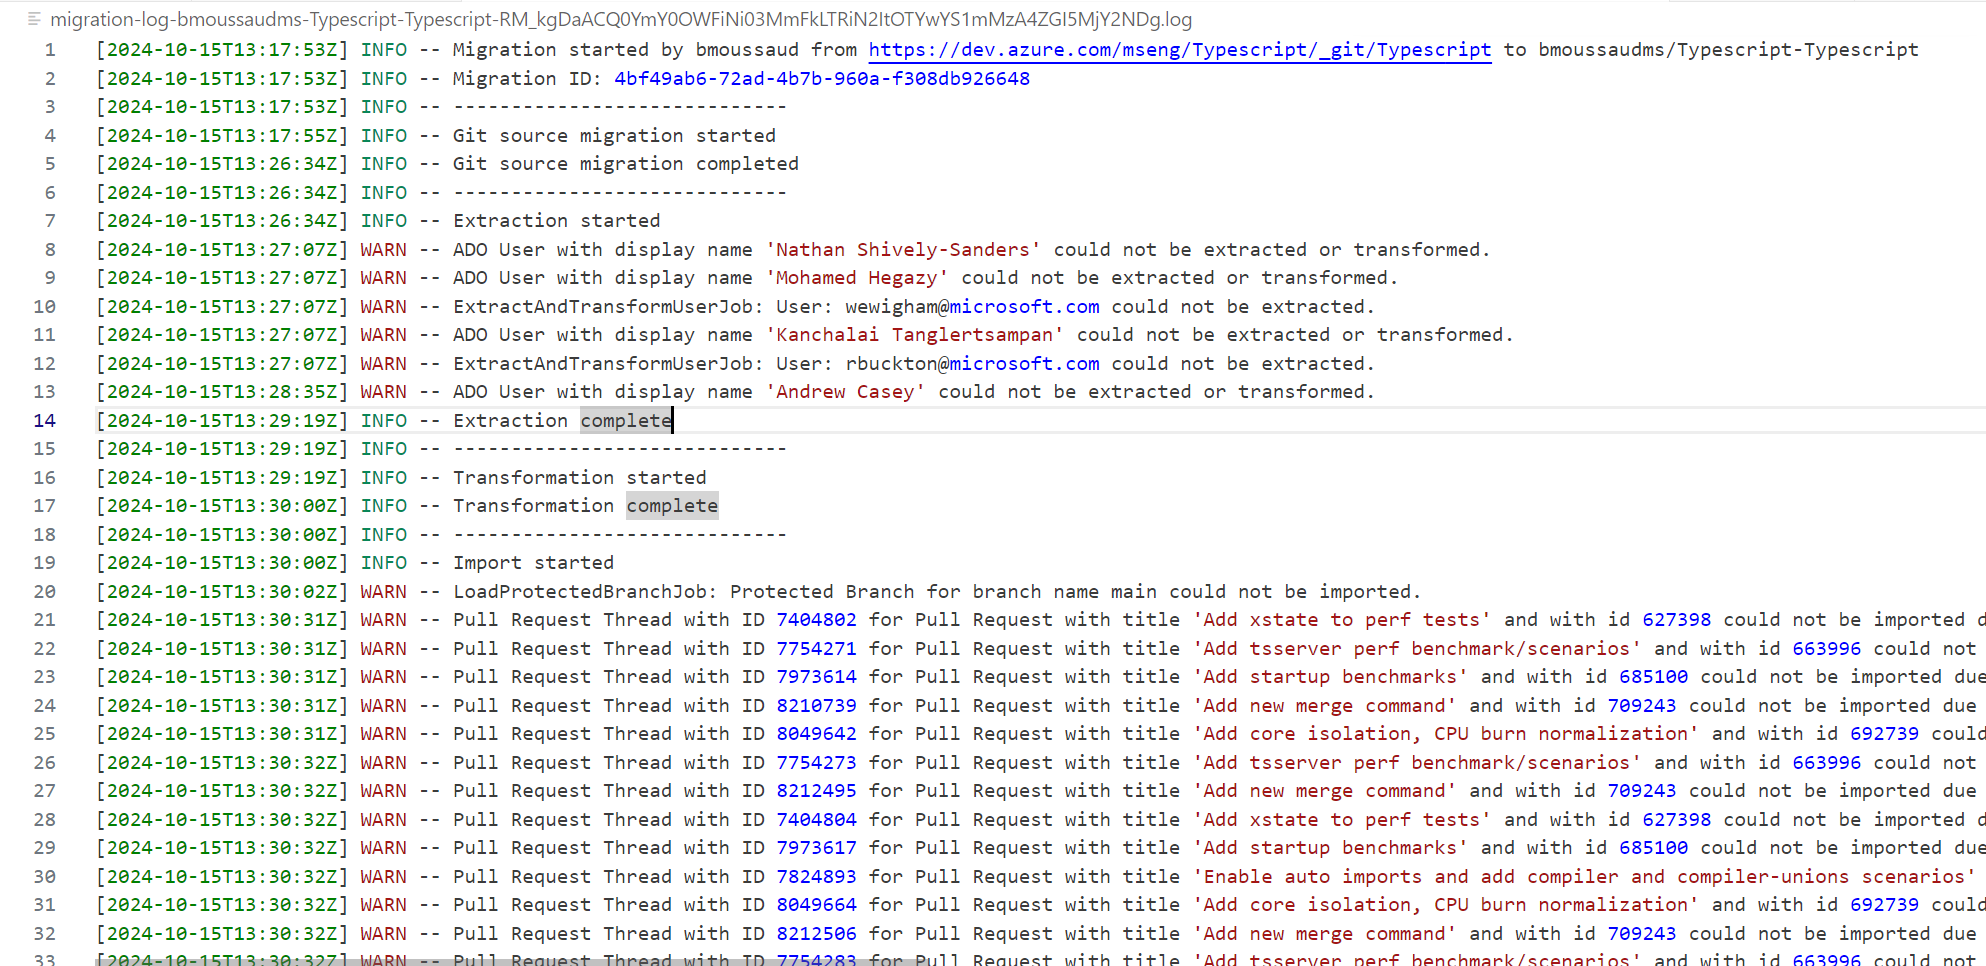 migration-log-bmoussaudms-Typescript-Typescript-RM_kgDaACQ0YmY0OWFiNi03MmFkLTRiN2ItOTYwYS1mMzA4ZGI5MjY2NDg.log
1 [2024-10-15T13:17:53Z] INFO -- Migration started by bmoussaud from https://dev.azure.com/mseng/Typescript/_git/Typescript to bmoussaudms/Typescript-Typescript
2 [2024-10-15T13:17:53Z] INFO -- Migration ID: 4bf49ab6-72ad-4b7b-960a-f308db926648
3 [2024-10-15T13:17:53Z] INFO -- -----------------------------
4 [2024-10-15T13:17:55Z] INFO -- Git source migration started
5 [2024-10-15T13:26:34Z] INFO -- Git source migration completed
6 [2024-10-15T13:26:34Z] INFO -- -----------------------------
7 [2024-10-15T13:26:34Z] INFO -- Extraction started
8 [2024-10-15T13:27:07Z] WARN -- ADO User with display name 'Nathan Shively-Sanders' could not be extracted or transformed.
9 [2024-10-15T13:27:07Z] WARN -- ADO User with display name 'Mohamed Hegazy' could not be extracted or transformed.
10 [2024-10-15T13:27:07Z] WARN -- ExtractAndTransformUserJob: User: wewigham@microsoft.com could not be extracted.
11 [2024-10-15T13:27:07Z] WARN -- ADO User with display name 'Kanchalai Tanglertsampan' could not be extracted or transformed.
12 [2024-10-15T13:27:07Z] WARN -- ExtractAndTransformUserJob: User: rbuckton@microsoft.com could not be extracted.
13 [2024-10-15T13:28:35Z] WARN -- ADO User with display name 'Andrew Casey' could not be extracted or transformed.
14 [2024-10-15T13:29:19Z] INFO -- Extraction complete
15 [2024-10-15T13:29:19Z] INFO -- -----------------------------
16 [2024-10-15T13:29:19Z] INFO -- Transformation started
17 [2024-10-15T13:30:00Z] INFO -- Transformation complete
18 [2024-10-15T13:30:00Z] INFO -- -----------------------------
19 [2024-10-15T13:30:00Z] INFO -- Import started
20 [2024-10-15T13:30:02Z] WARN -- LoadProtectedBranchJob: Protected Branch for branch name main could not be imported.
21 [2024-10-15T13:30:31Z] WARN -- Pull Request Thread with ID 7404802 for Pull Request with title 'Add xstate to perf tests' and with id 627398 could not be imported d
22 [2024-10-15T13:30:31Z] WARN -- Pull Request Thread with ID 7754271 for Pull Request with title 'Add tsserver perf benchmark/scenarios' and with id 663996 could not
23 [2024-10-15T13:30:31Z] WARN -- Pull Request Thread with ID 7973614 for Pull Request with title 'Add startup benchmarks' and with id 685100 could not be imported due
24 [2024-10-15T13:30:31Z] WARN -- Pull Request Thread with ID 8210739 for Pull Request with title 'Add new merge command' and with id 709243 could not be imported due
25 [2024-10-15T13:30:31Z] WARN -- Pull Request Thread with ID 8049642 for Pull Request with title 'Add core isolation, CPU burn normalization' and with id 692739 could
26 [2024-10-15T13:30:32Z] WARN -- Pull Request Thread with ID 7754273 for Pull Request with title 'Add tsserver perf benchmark/scenarios' and with id 663996 could not
27 [2024-10-15T13:30:32Z] WARN -- Pull Request Thread with ID 8212495 for Pull Request with title 'Add new merge command' and with id 709243 could not be imported due
28 [2024-10-15T13:30:32Z] WARN -- Pull Request Thread with ID 7404804 for Pull Request with title 'Add xstate to perf tests' and with id 627398 could not be imported d
29 [2024-10-15T13:30:32Z] WARN -- Pull Request Thread with ID 7973617 for Pull Request with title 'Add startup benchmarks' and with id 685100 could not be imported due
30 [2024-10-15T13:30:32Z] WARN -- Pull Request Thread with ID 7824893 for Pull Request with title 'Enable auto imports and add compiler and compiler-unions scenarios'
31 [2024-10-15T13:30:32Z] WARN -- Pull Request Thread with ID 8049664 for Pull Request with title 'Add core isolation, CPU burn normalization' and with id 692739 could
32 [2024-10-15T13:30:32Z] WARN -- Pull Request Thread with ID 8212506 for Pull Request with title 'Add new merge command' and with id 709243 could not be imported due
33 [2024-10-15T13:30:32Z] WARN -- Pull Request Thread with ID 7754283 for Pull Request with title 'Add tsserver perf benchmark/scenarios' and with id 663996 could not